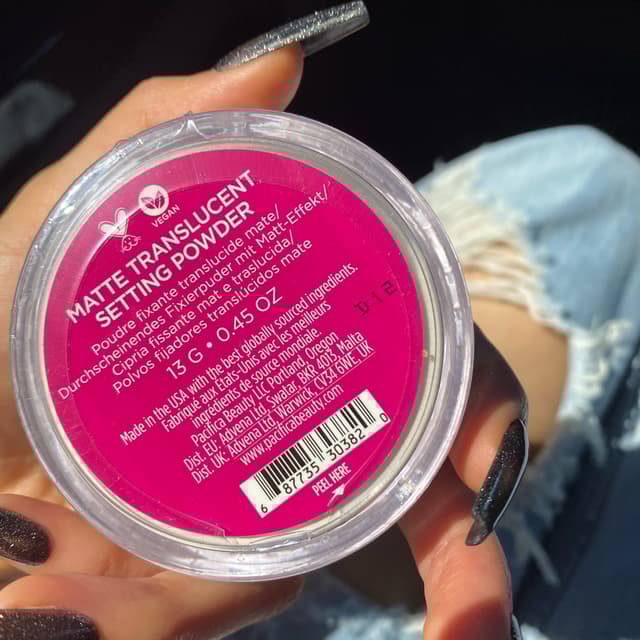 VEGAN
MATTE TRANSLUCENT
SETTING POWDER
Poudre fixante translucide mate/
Durchscheinendes Fixierpuder mit Matt-Effekt/
Cipria fissante mat e traslucida/
Polvos fijadores translucidos mate
13 G • 0.45 OZ
Made in the USA with the best globally sourced ingredients.
Fabriqué aux États-Unis avec les meilleurs
ingrédients de source mondiale.
Pacifica Beauty LLC Portland, Oregon
Dist. EU: Advena Ltd, Swatar, BKR 4013 Malta
Dist. UK: Advena Ltd, Warwick, CV34 6WE, UK
www.pacificabeauty.com
6 87735 30382 0
PEEL HERE
D12